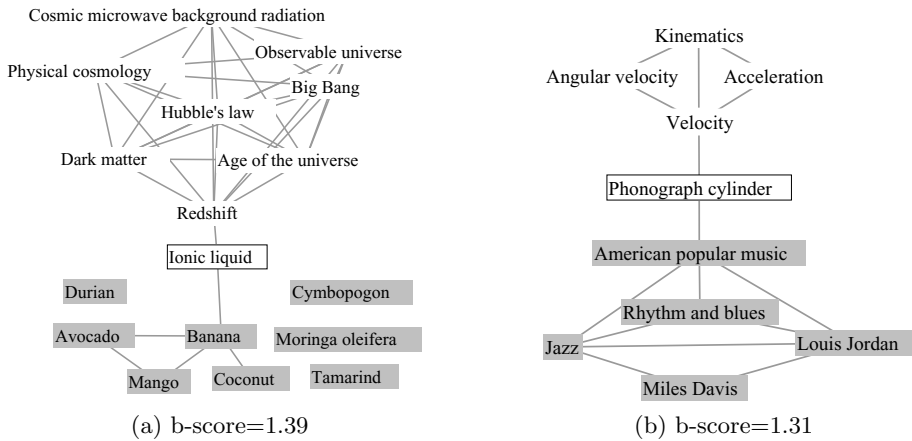 Cosmic microwave background radiation
Observable universe
Physical cosmology
Big Bang
Hubble's law
Dark matter
Age of the universe
Redshift
Ionic liquid
Durian
Cymbopogon
Avocado
Banana
Moringa oleifera
Mango
Coconut
Tamarind
(a) b-score=1.39
Kinematics
Angular velocity
Acceleration
Velocity
Phonograph cylinder
American popular music
Rhythm and blues
Jazz
Louis Jordan
Miles Davis
(b) b-score=1.31